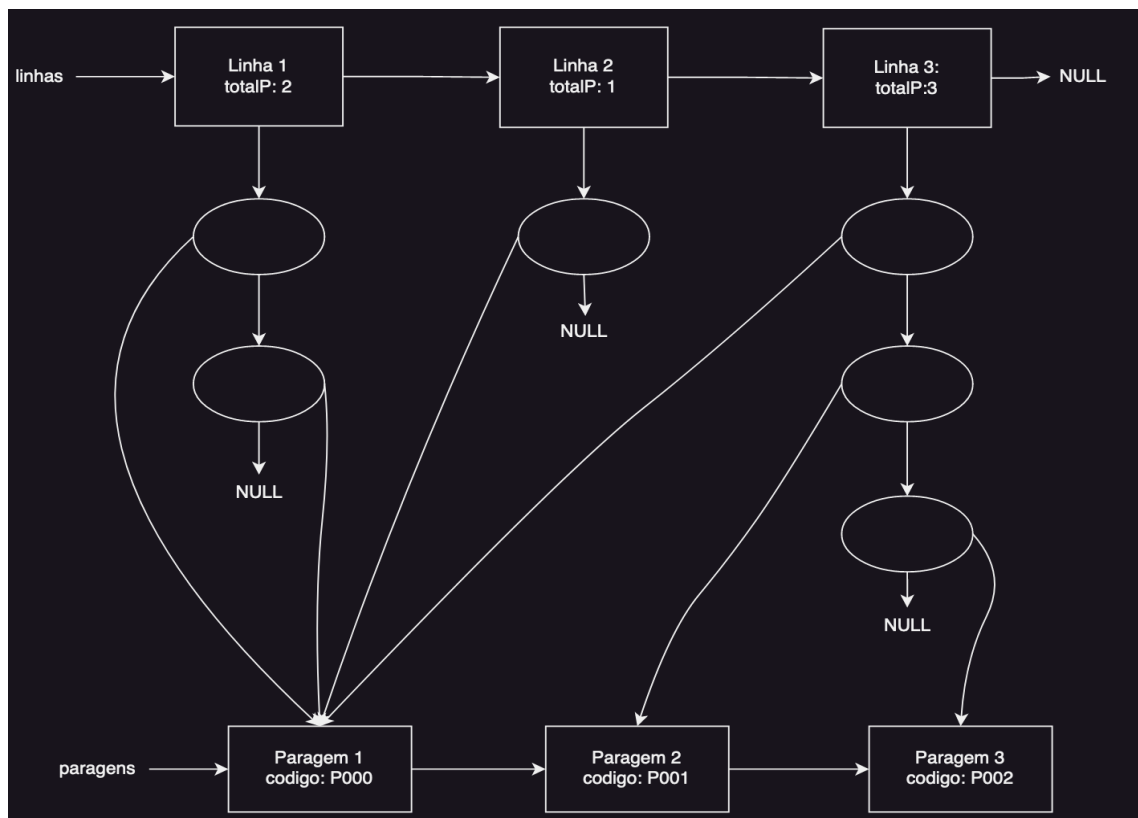 linhas
Linha 1
totalP: 2
Linha 2
totalP: 1
Linha 3:
totalP:3
NULL
NULL
NULL
NULL
paragens
Paragem 1
codigo: P000
Paragem 2
codigo: P001
Paragem 3
codigo: P002